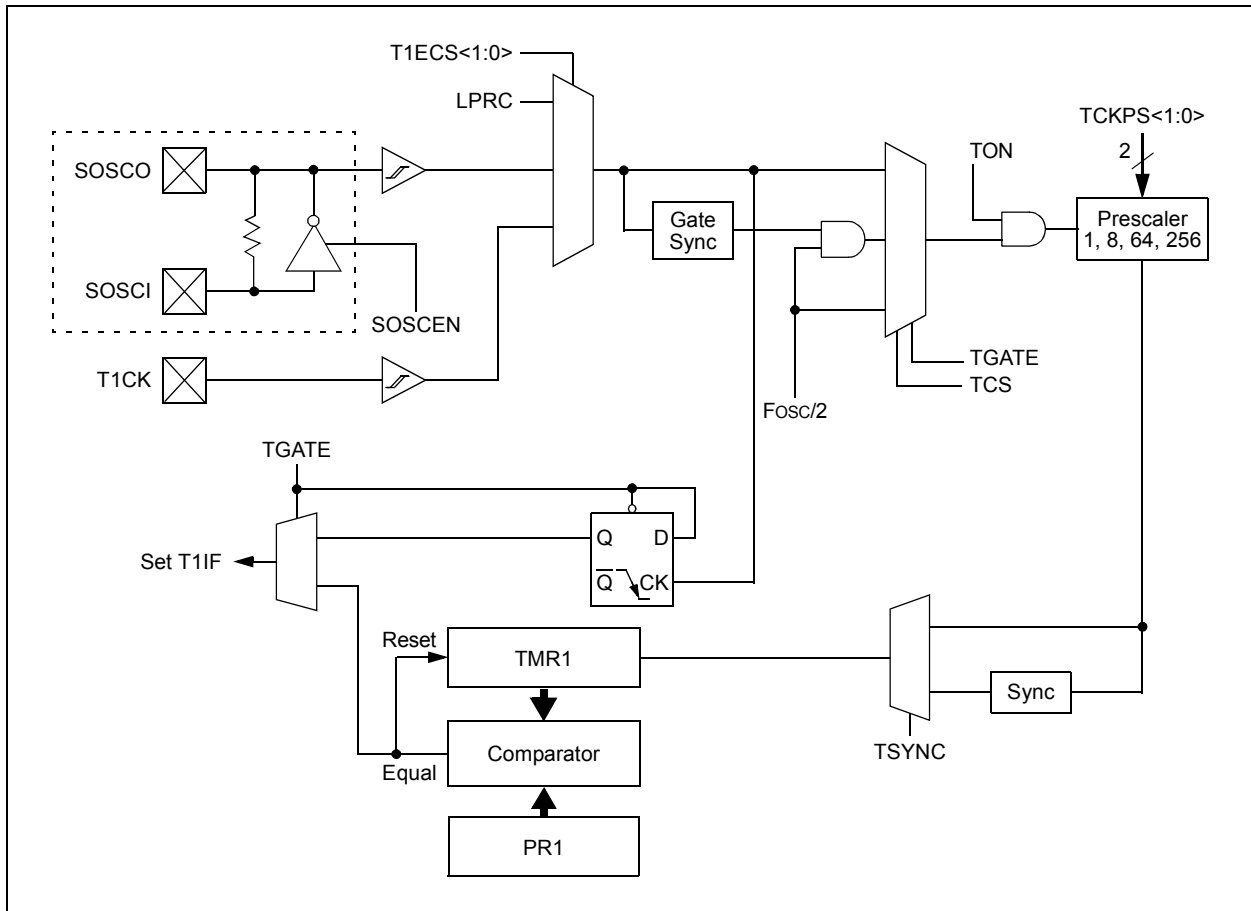 T1ECS<1:0>
LPRC
SOSCO
SOSCI
SOSCEN
T1CK
Gate
Sync
FOSC/2
TON
TCKPS<1:0>
2
Prescaler
1, 8, 64, 256
TGATE
TCS
TGATE
Set T1IF
Q D
Q CK
Reset
TMR1
Sync
TSYNC
Equal
Comparator
PR1